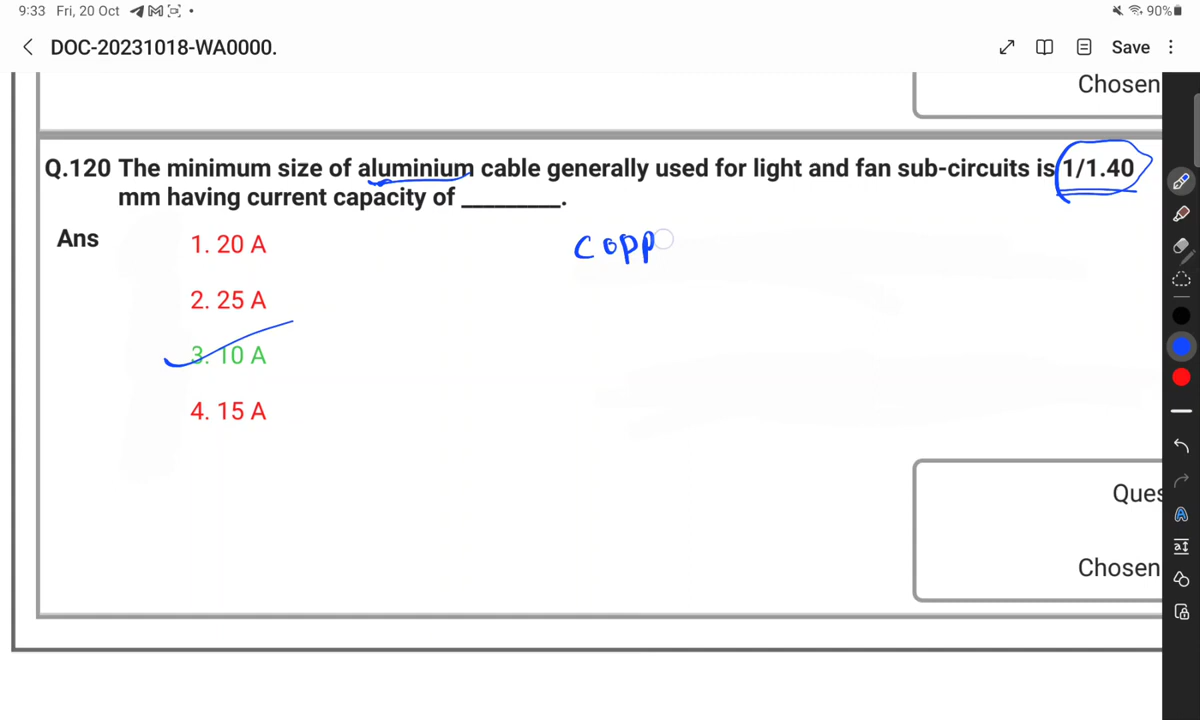 9:33 Fri, 20 Oct
90%
DOC-20231018-WA0000.
Save
Chosen
Q.120 The minimum size of aluminium cable generally used for light and fan sub-circuits is 1/1.40
mm having current capacity of _________.
Ans
1. 20 A
copp
2. 25 A
3. 10 A
4. 15 A
Ques
Chosen